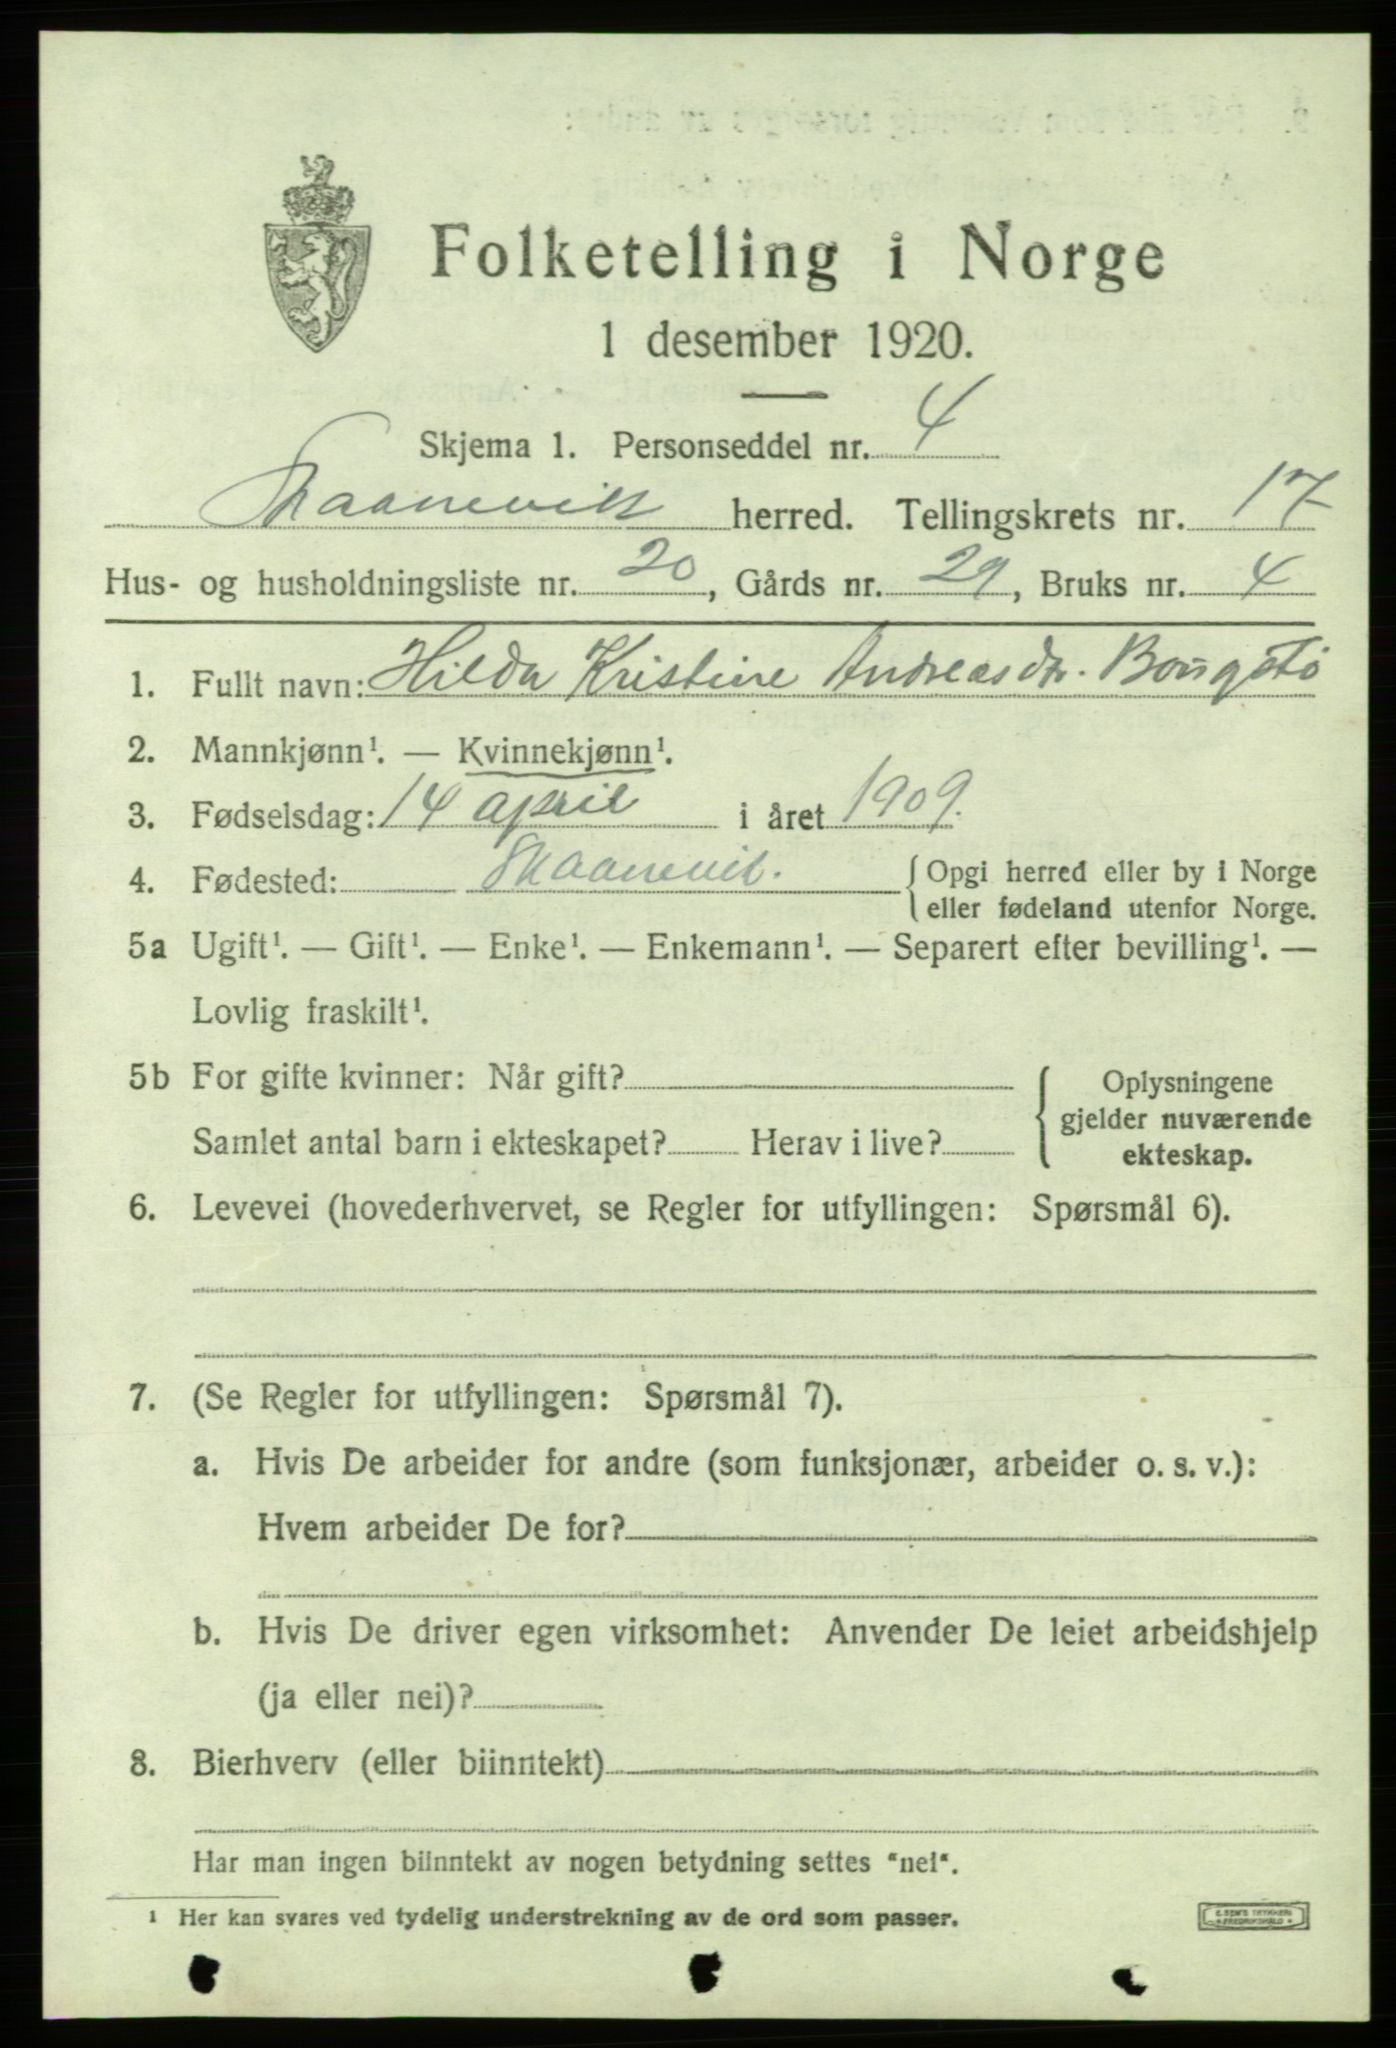 Folketelling i Norge
1 desember 1920.
Skjema 1. Personseddel nr. 4
Skaanevik herred. Tellingskrets nr. 17
Hus- og husholdningsliste nr. 20, Gårds nr. 29, Bruks nr. 4
1. Fullt navn: Hilda Kristine Andreasdtr.
2. Mannkjønn¹. — Kvinnekjønn¹.
3. Fødselsdag: 14 april i året 1909.
4. Fødested: Skaanevik. { Opgi herred eller by i Norge
eller fødeland utenfor Norge.
5a Ugift¹. — Gift¹. — Enke¹. — Enkemann¹. — Separert efter bevilling¹. —
Lovlig fraskilt¹.
5b For gifte kvinner: Når gift? { Oplysningene
gjelder nuværende
Samlet antal barn i ekteskapet? Herav i live? ekteskap.
6. Levevei (hovederhvervet, se Regler for utfyllingen: Spørsmål 6).
7. (Se Regler for utfyllingen: Spørsmål 7).
a. Hvis De arbeider for andre (som funksjonær, arbeider o. s. v.):
Hvem arbeider De for?
b. Hvis De driver egen virksomhet: Anvender De leiet arbeidshjelp
(ja eller nei)?
8. Bierhverv (eller biinntekt)
Har man ingen biinntekt av nogen betydning settes "nei".
¹ Her kan svares ved tydelig understrekning av de ord som passer.